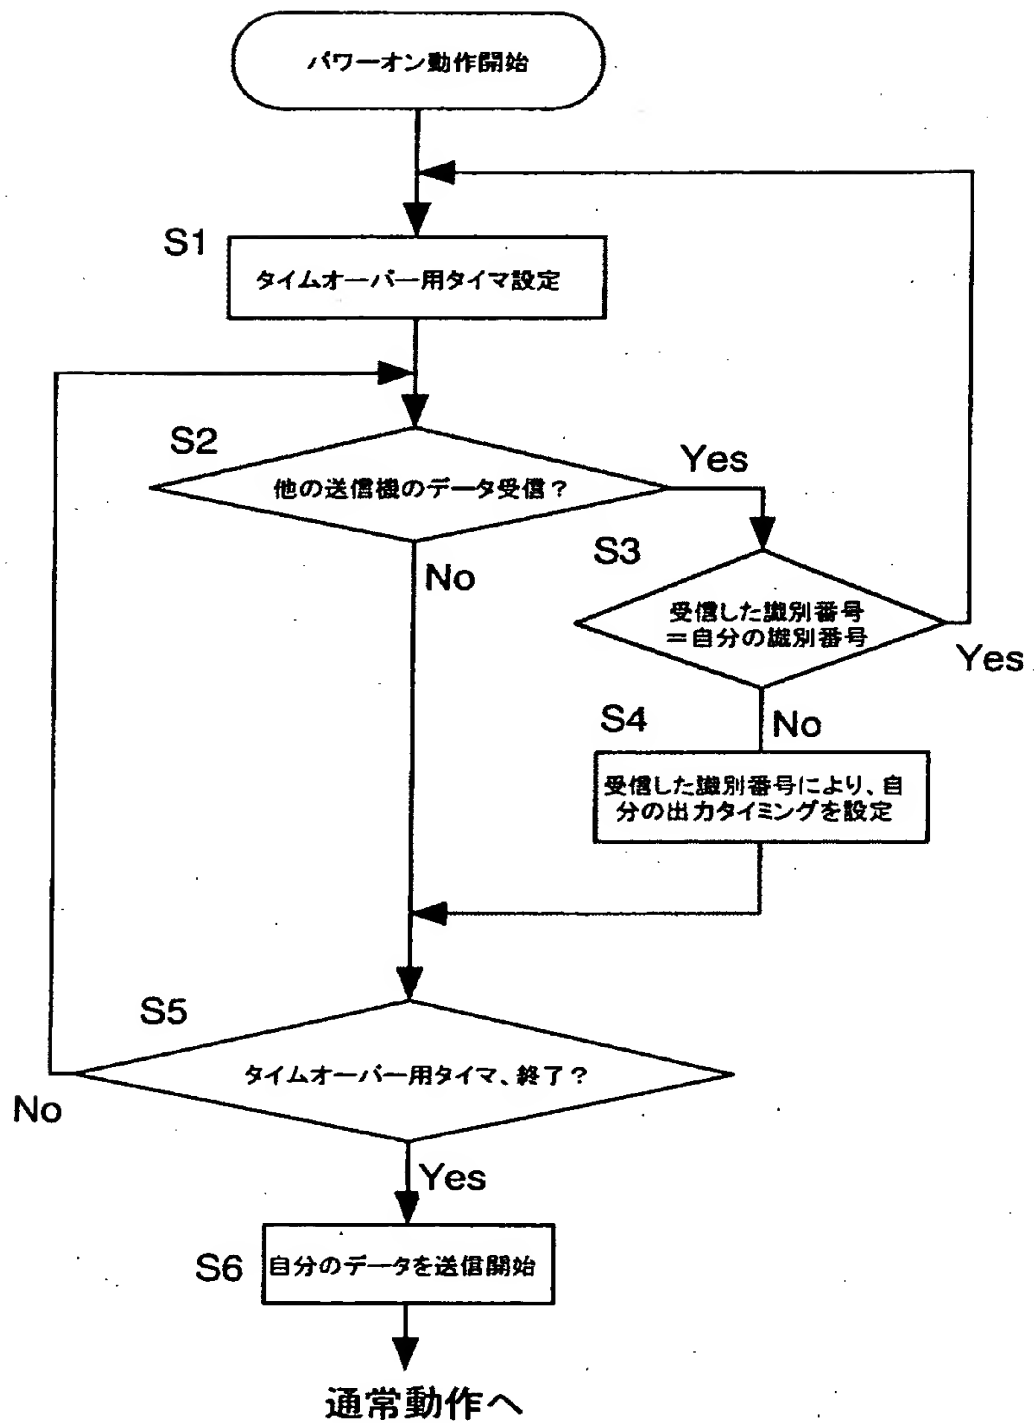 パワーオン動作開始
S1
タイムオーバー用タイマ設定
S2
他の送信機のデータ受信？
Yes
No
S3
受信した識別番号
＝自分の識別番号
Yes
S4
No
受信した識別番号により、自
分の出力タイミングを設定
S5
タイムオーバー用タイマ、終了？
No
Yes
S6
自分のデータを送信開始
通常動作へ